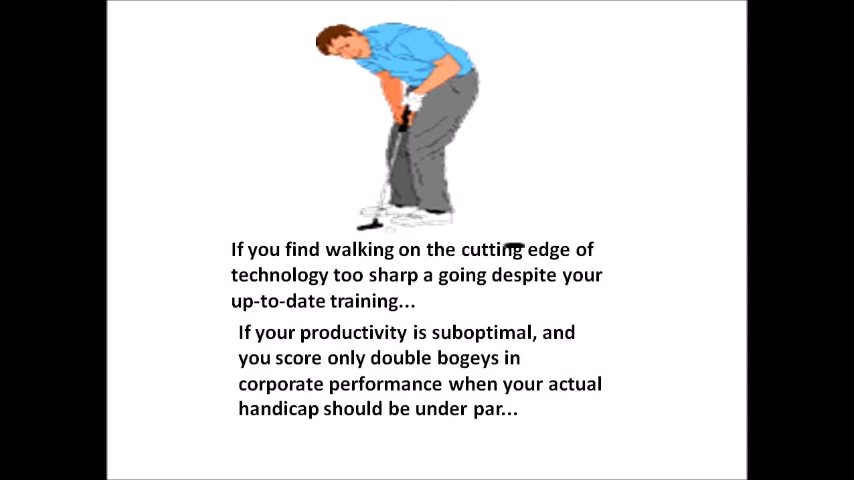 If you find walking on the cutting edge of
technology too sharp a going despite your
up-to-date training...
If your productivity is suboptimal, and
you score only double bogeys in
corporate performance when your actual
handicap should be under par...